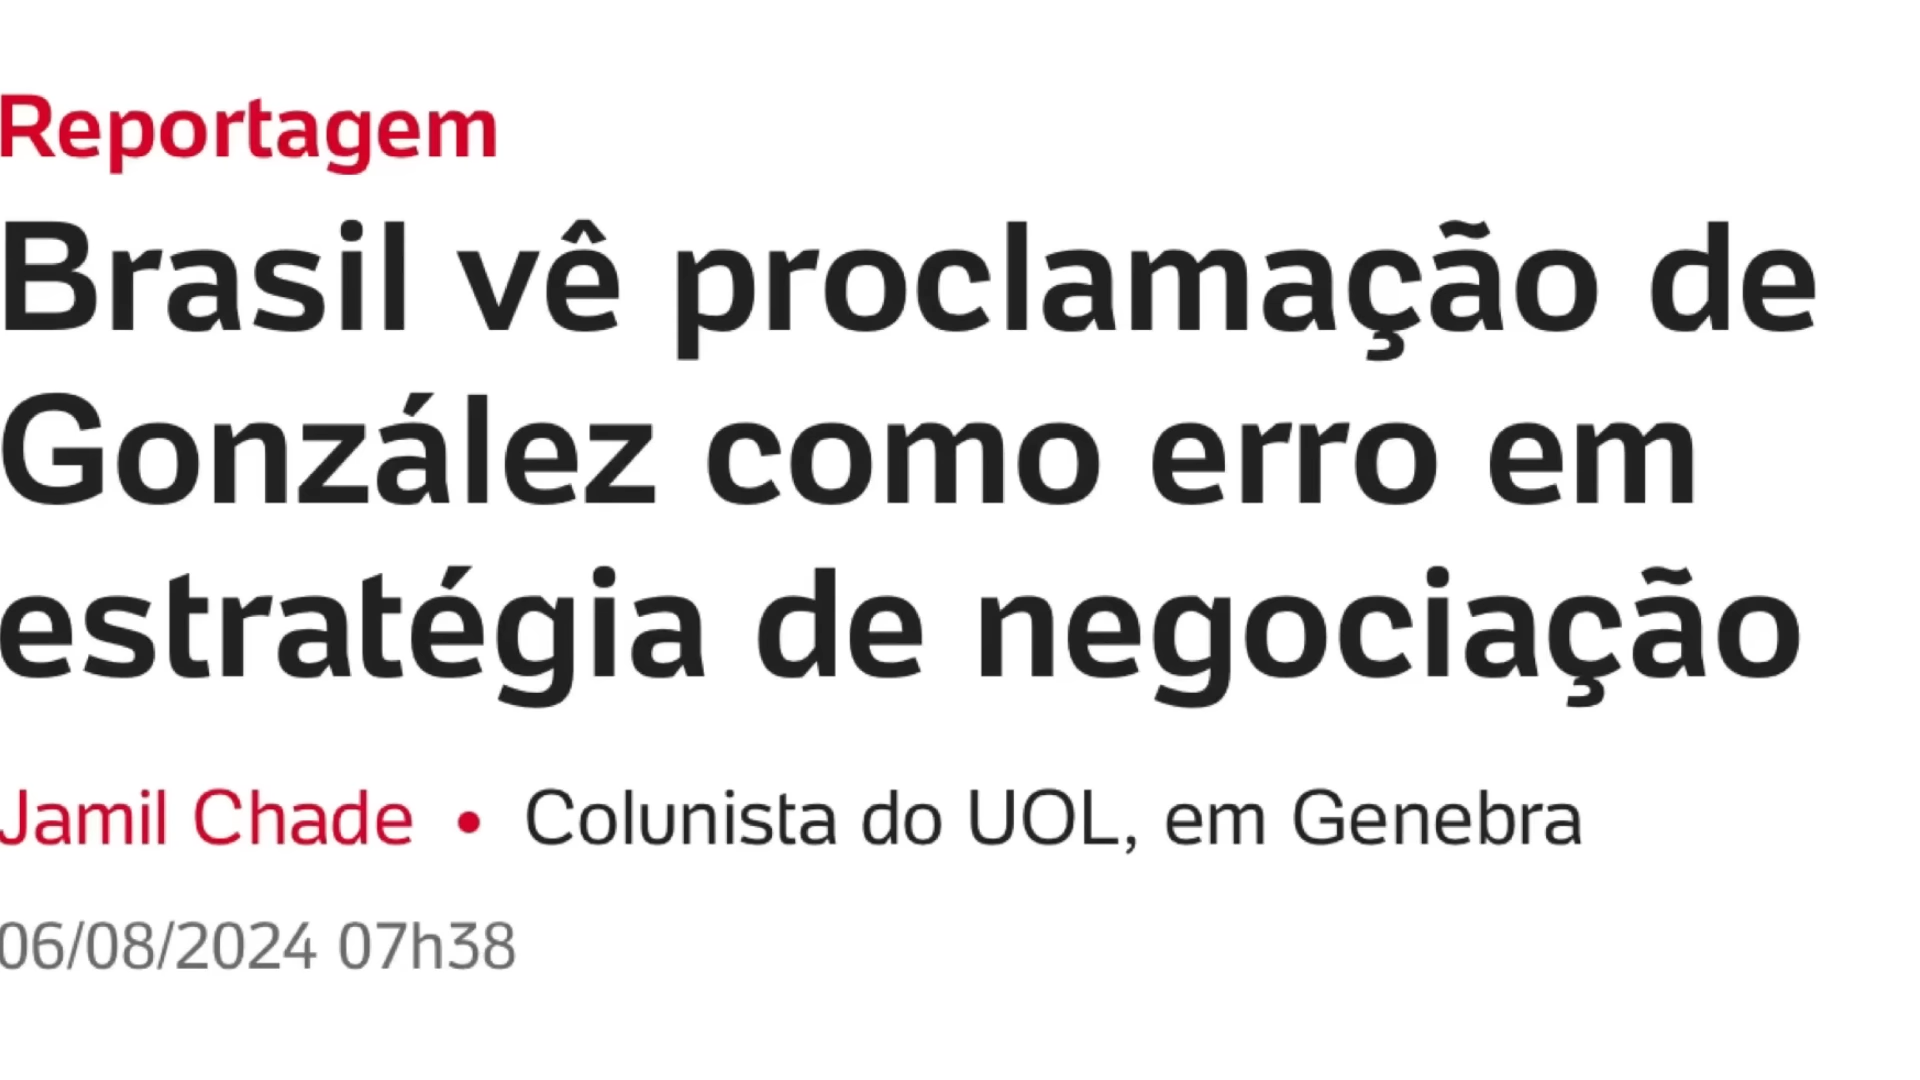 Reportagem
Brasil vê proclamação de
González como erro em
estratégia de negociação
Jamil Chade • Colunista do UOL, em Genebra
06/08/2024 07h38